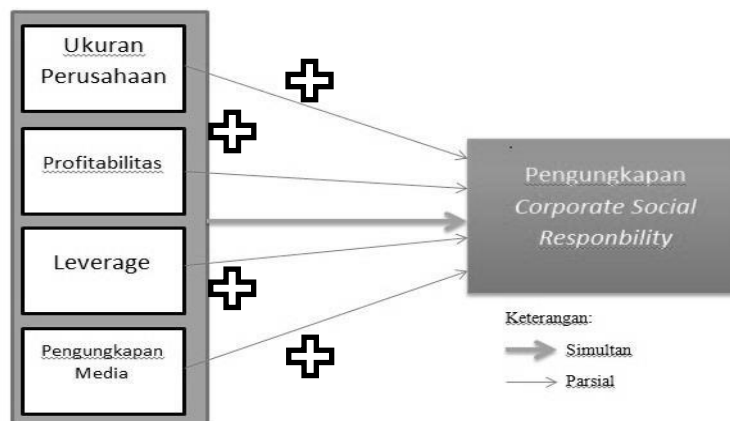 Ukuran
Perusahaan
Profitabilitas
Leverage
Pengungkapan
Media
Pengungkapan
Corporate Social
Responbility
Keterangan:
Simultan
Parsial